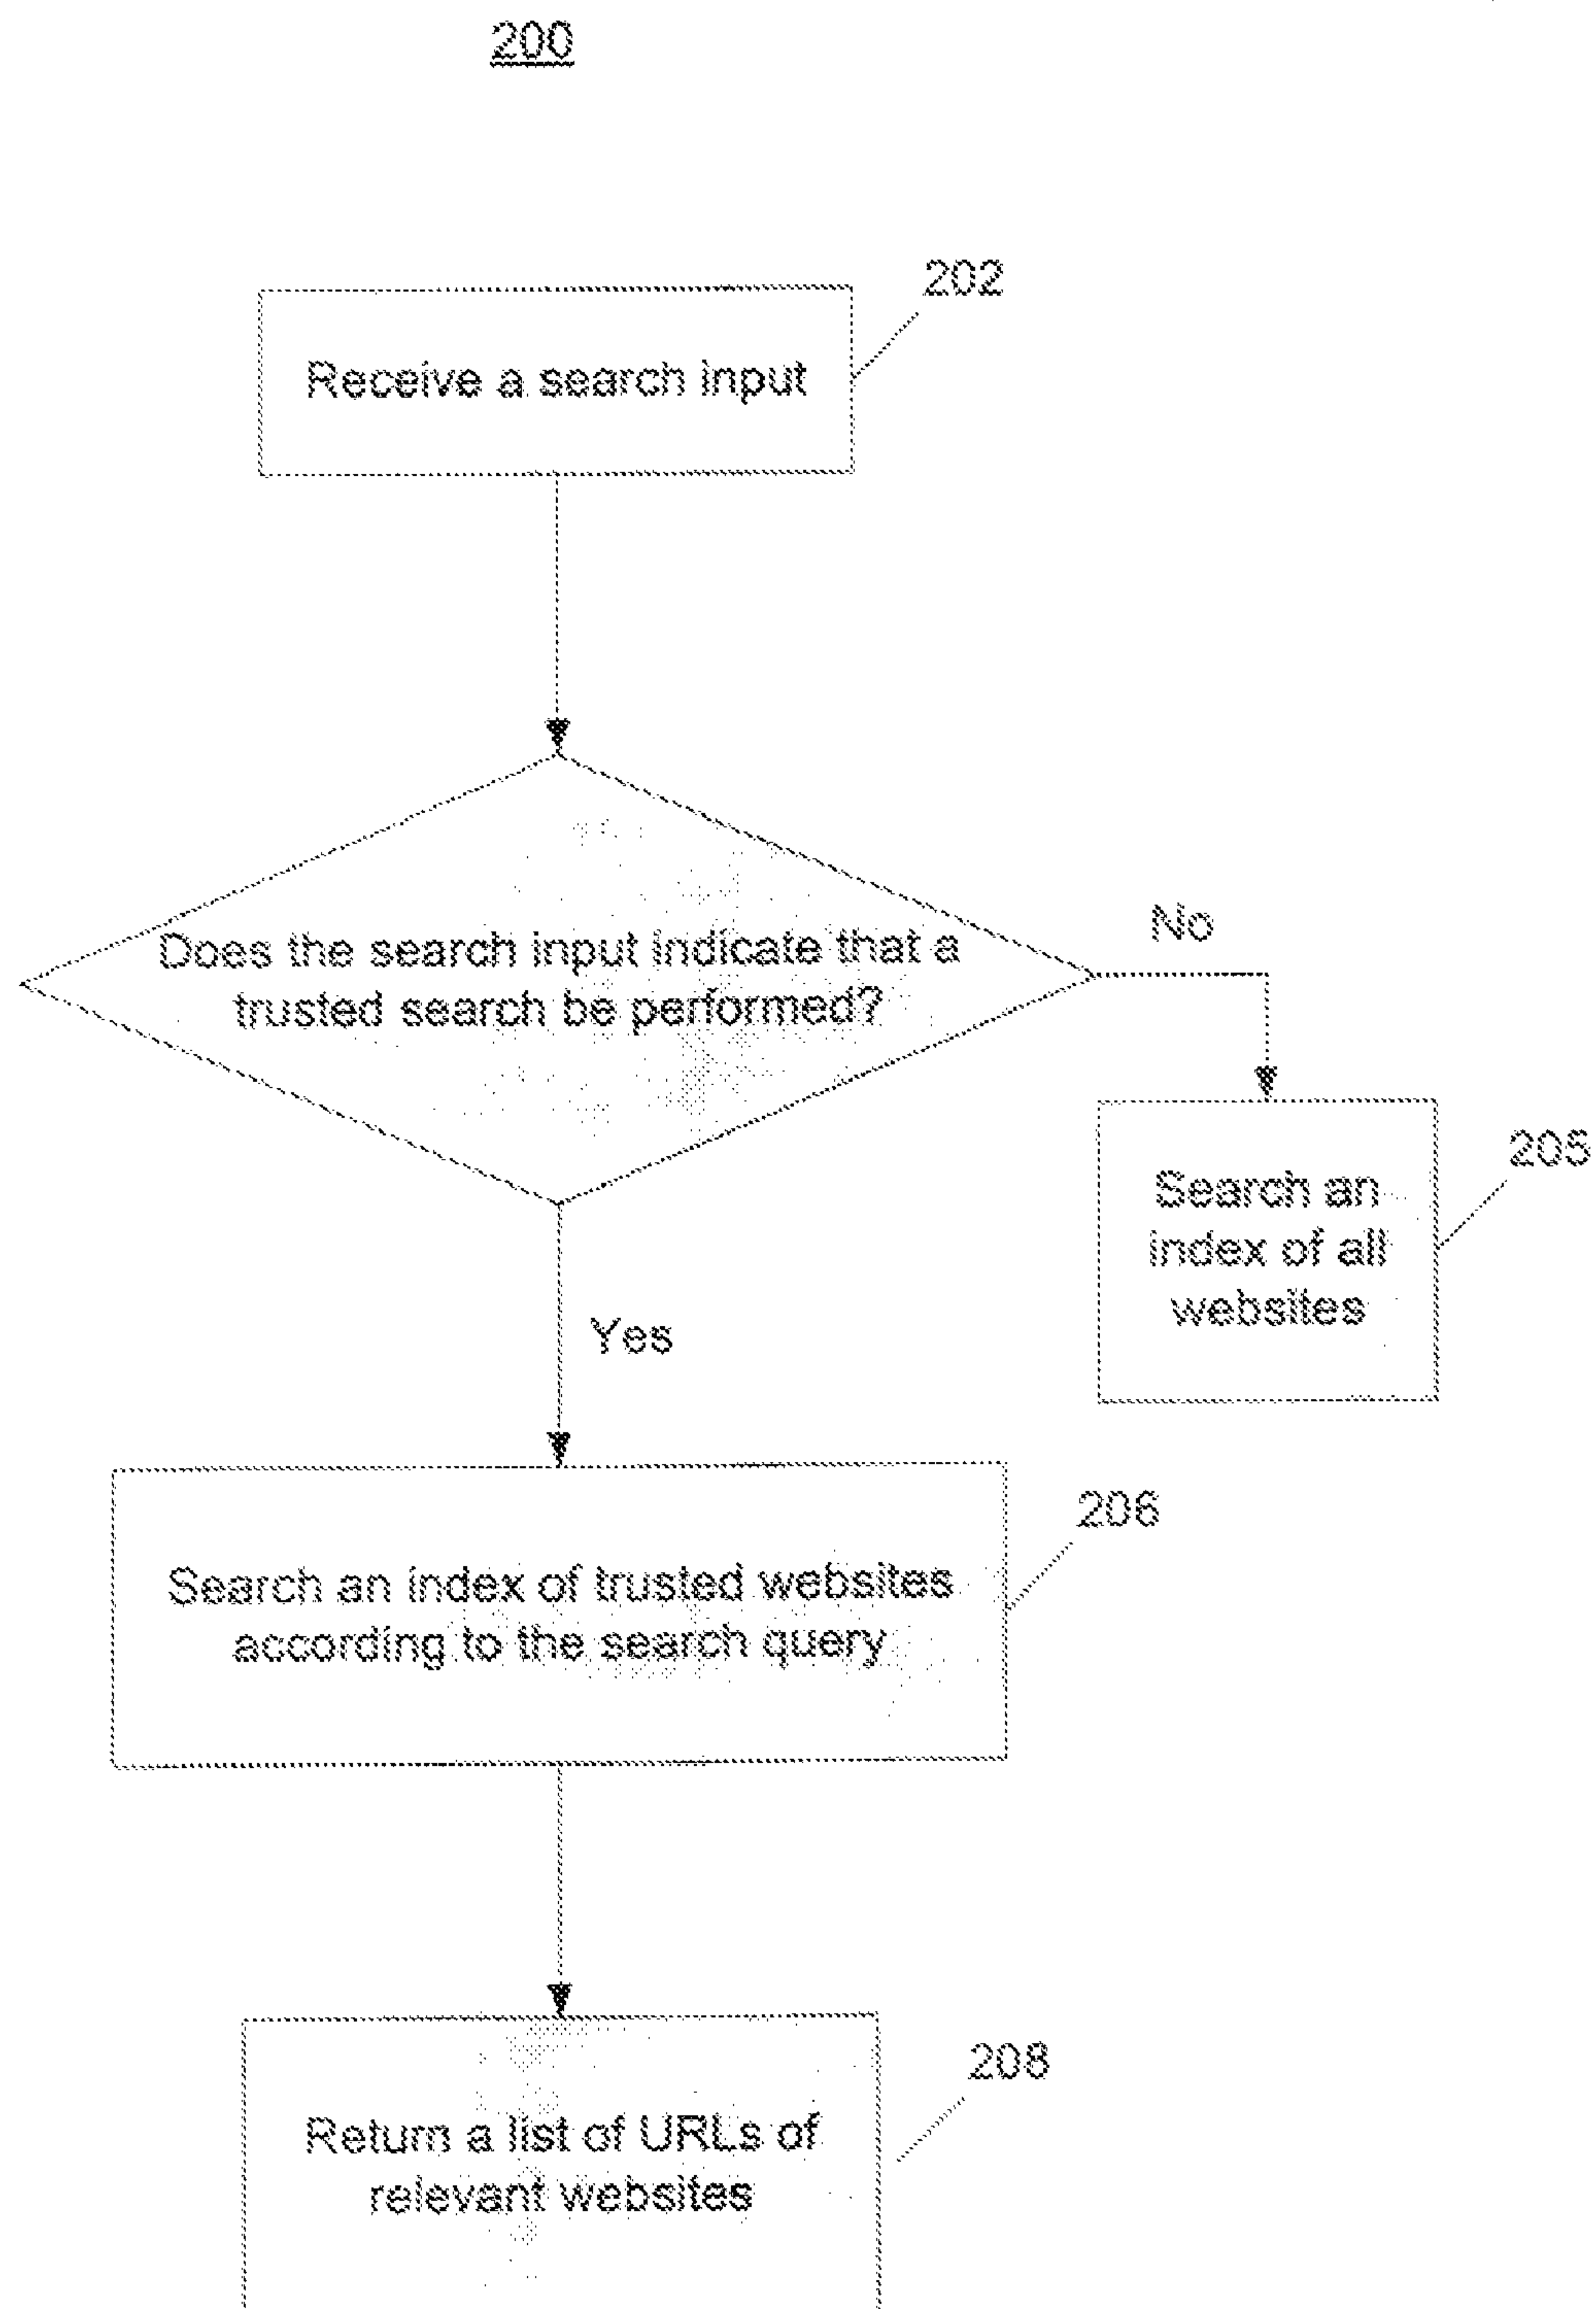 200
202
Receive a search input
Does the search input indicate that a
trusted search be performed?
No
205
Search an
index of all
websites
Yes
206
Search an index of trusted websites
according to the search query
208
Return a list of URLs of
relevant websites